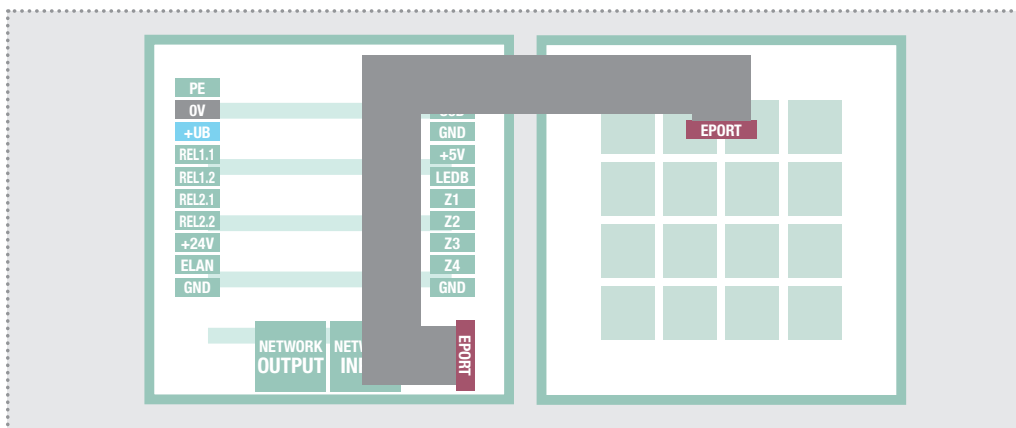 PE
0V
+UB
REL1.1
REL1.2
REL2.1
REL2.2
+24V
ELAN
GND
GND
+5V
LEDB
Z1
Z2
Z3
Z4
GND
NETWORK
OUTPUT
EPORT
EPORT